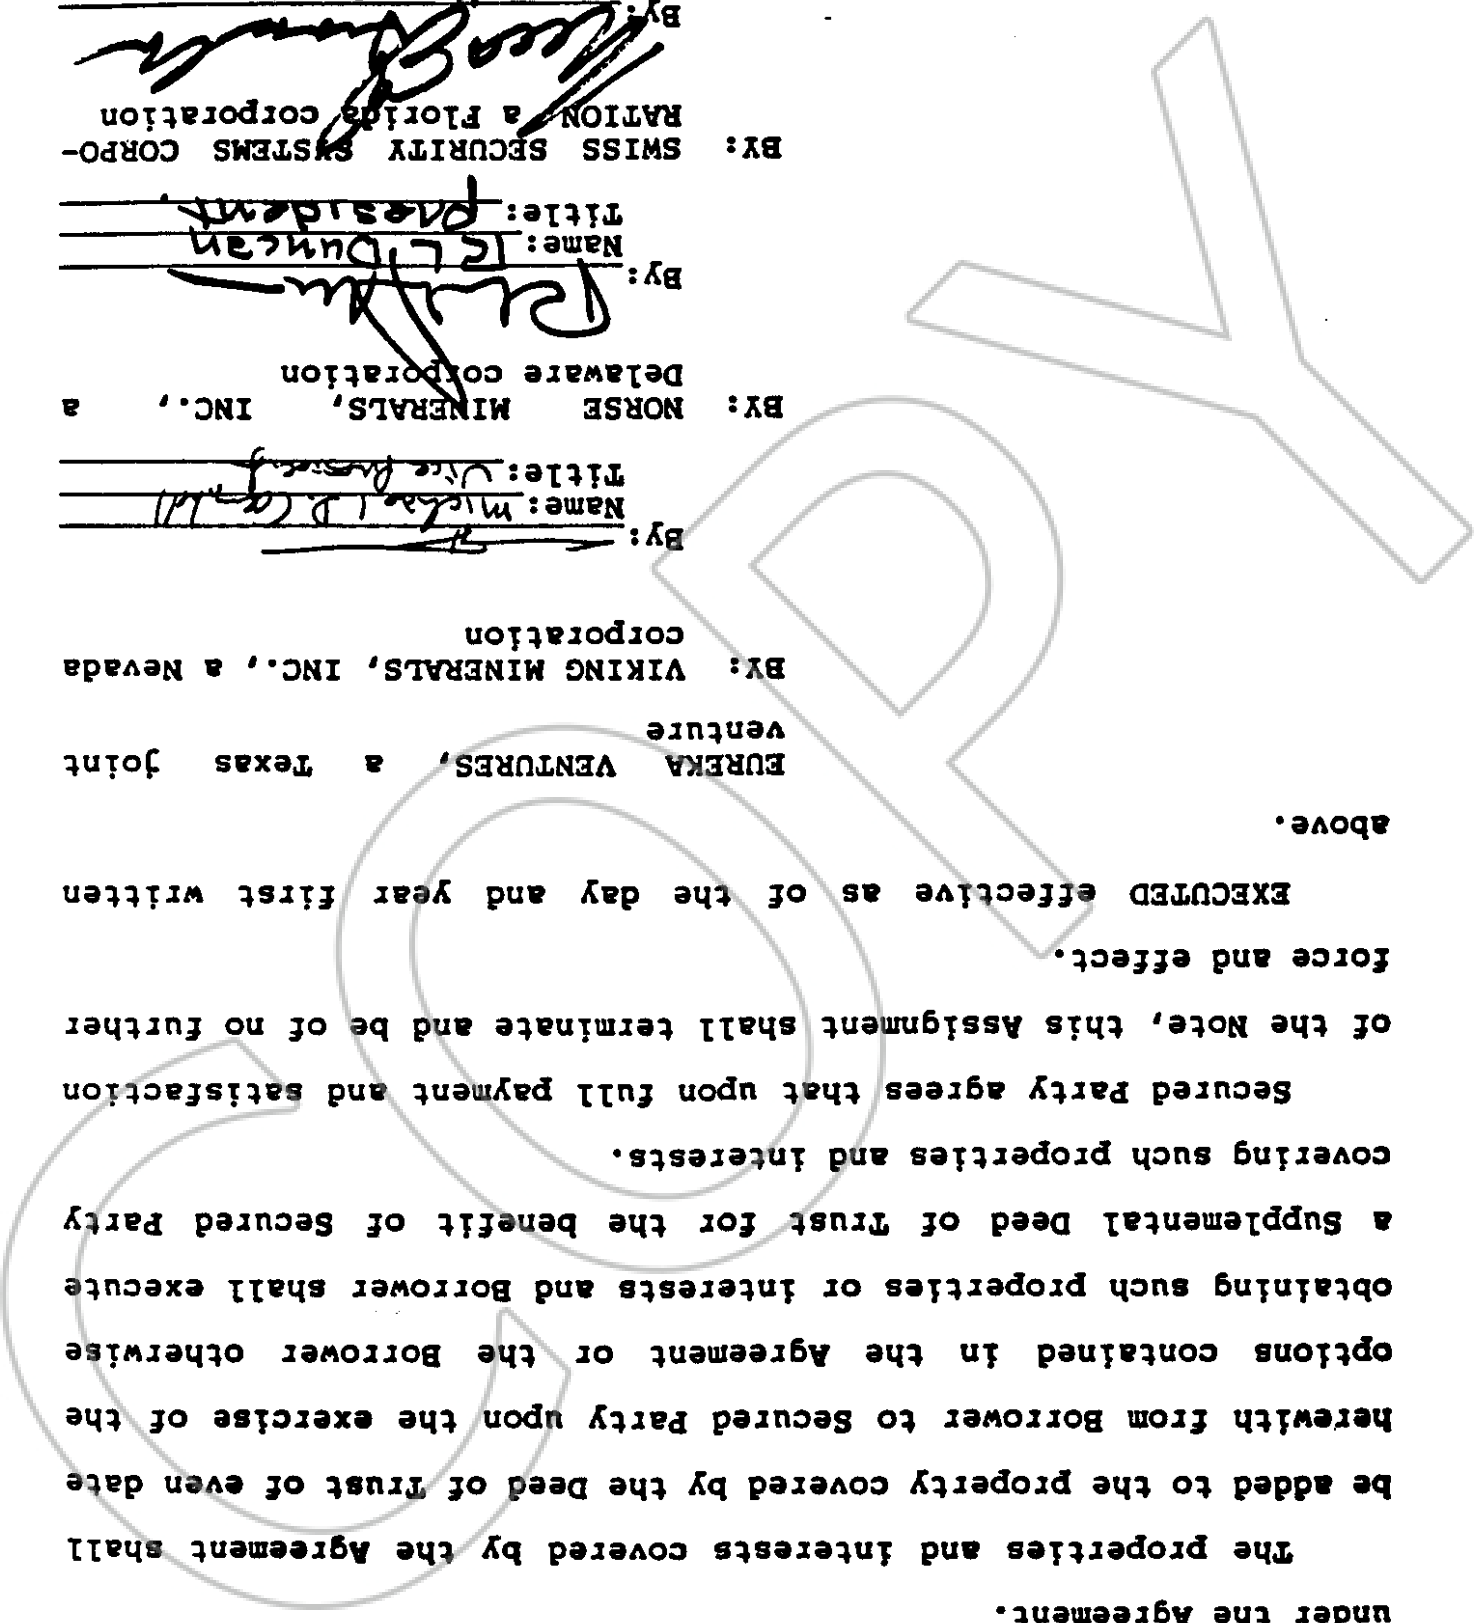 under the Agreement.
The properties and interests covered by the Agreement shall
be added to the property covered by the Deed of Trust of even date
herewith from Borrower to Secured Party upon the exercise of the
options contained in the Agreement or the Borrower otherwise
obtaining such properties or interests and Borrower shall execute
a Supplemental Deed of Trust for the benefit of Secured Party
covering such properties and interests.
Secured Party agrees that upon full payment and satisfaction
of the Note, this Assignment shall terminate and be of no further
force and effect.
EXECUTED effective as of the day and year first written
above.
EUREKA VENTURES, a Texas joint
venture
BY: VIKING MINERALS, INC., a Nevada
corporation
By:
Name: Michael D. Campbell
Title: Vice President
BY: NORSE MINERALS, INC., a
Delaware corporation
By:
Name: R L Duncan
Title: President
BY: SWISS SECURITY SYSTEMS CORPO-
RATION, a Florida corporation
By:
COPY